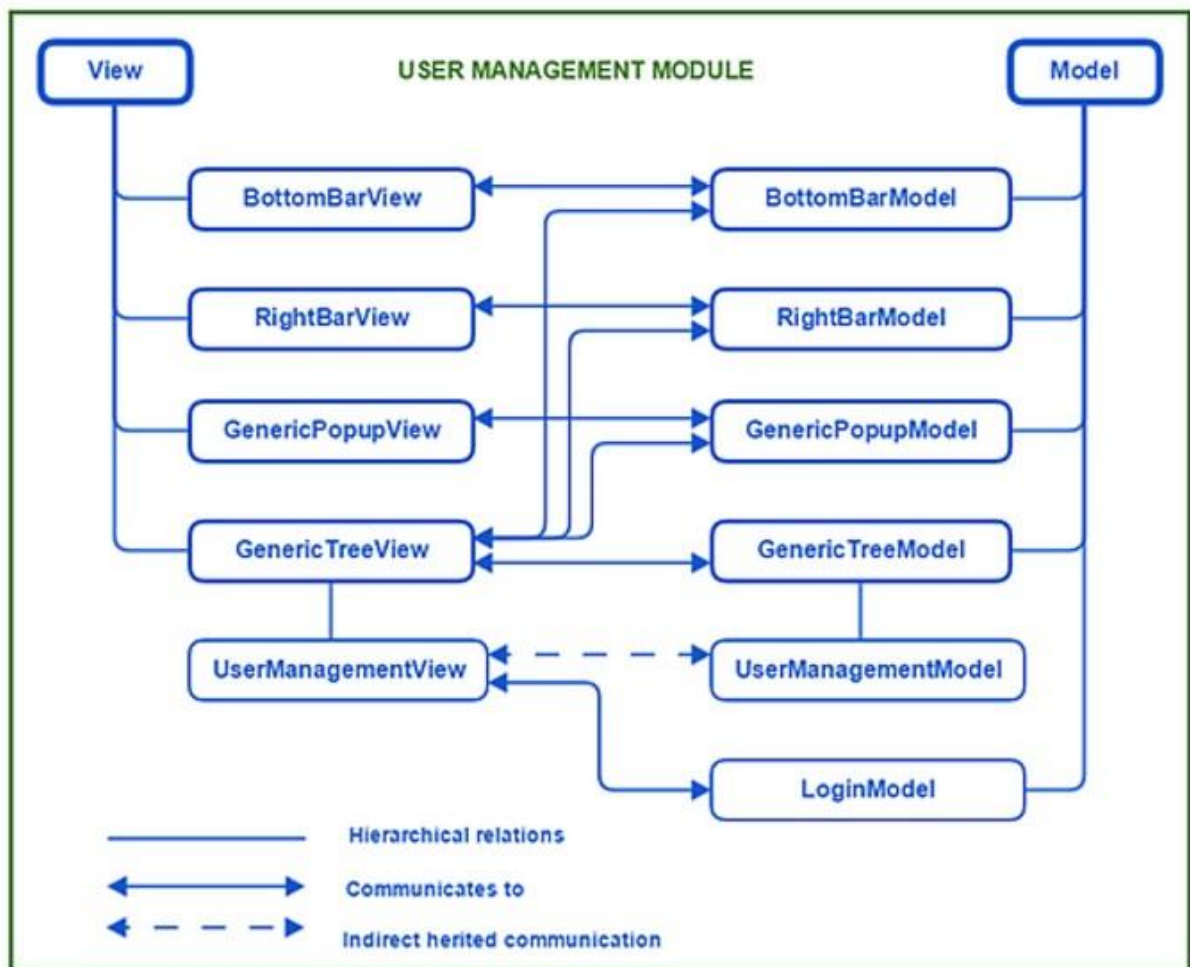 View
USER MANAGEMENT MODULE
Model
BottomBarView
BottomBarModel
RightBarView
RightBarModel
GenericPopupView
GenericPopupModel
GenericTreeView
GenericTreeModel
UserManagementView
UserManagementModel
LoginModel
Hierarchical relations
Communicates to
Indirect herited communication